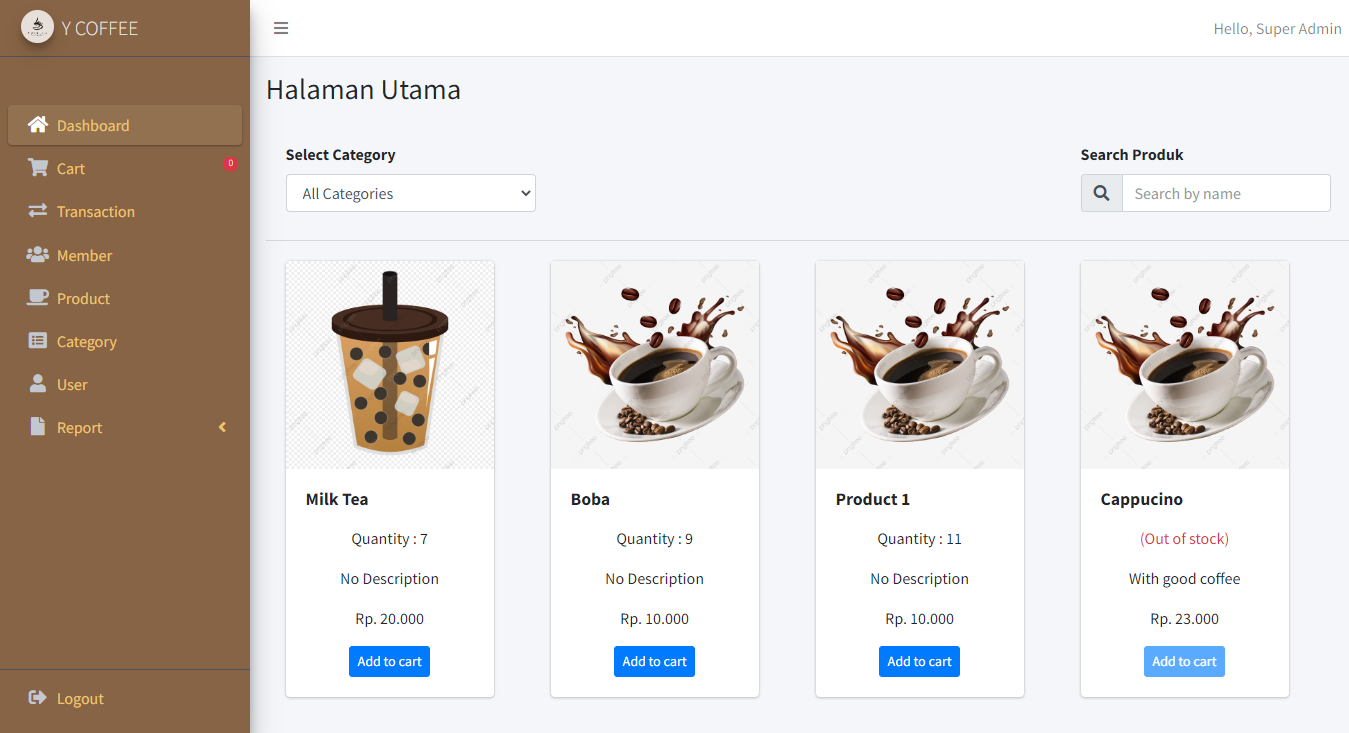 Y COFFEE
Hello, Super Admin
Dashboard
Cart 0
Transaction
Member
Product
Category
User
Report
Logout
Halaman Utama
Select Category
All Categories
Search Produk
Search by name
Milk Tea
Quantity : 7
No Description
Rp. 20.000
Add to cart
Boba
Quantity : 9
No Description
Rp. 10.000
Add to cart
Product 1
Quantity : 11
No Description
Rp. 10.000
Add to cart
Cappucino
(Out of stock)
With good coffee
Rp. 23.000
Add to cart